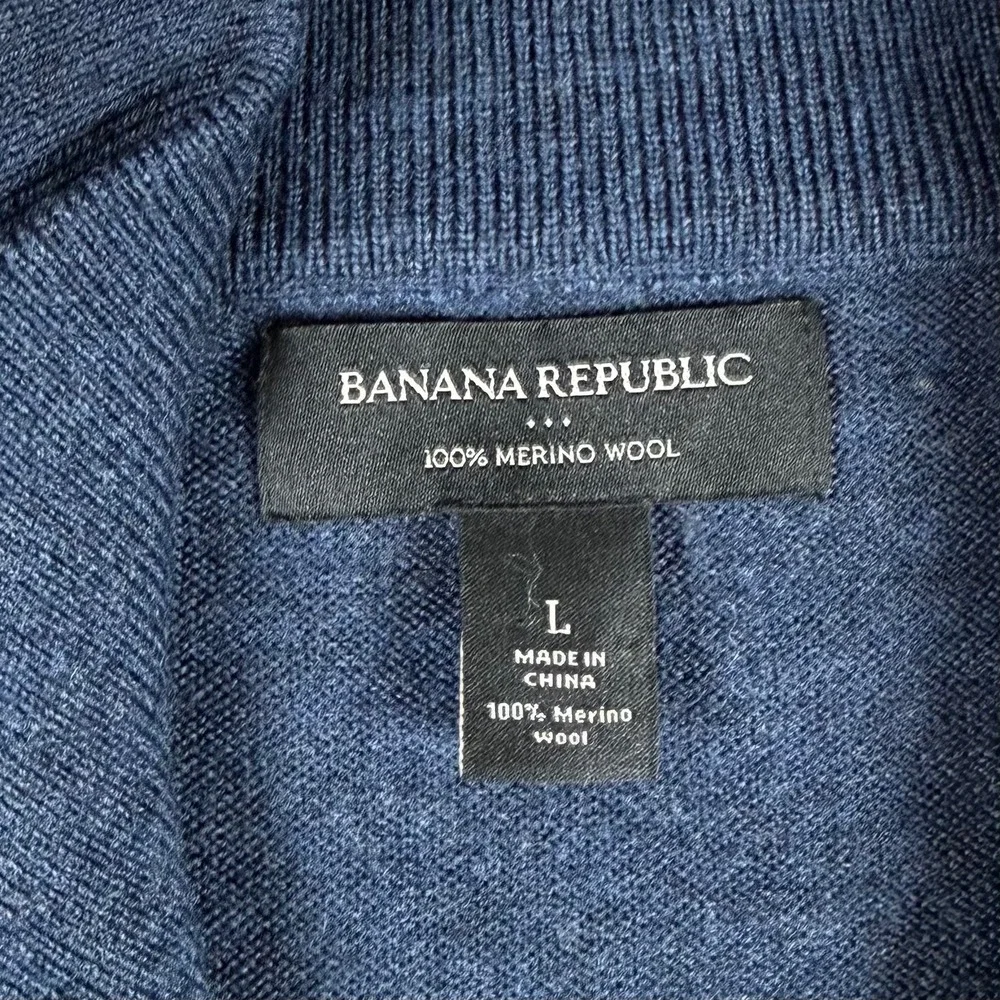 BANANA REPUBLIC
100% MERINO WOOL
L
MADE IN
CHINA
100% Merino
Wool